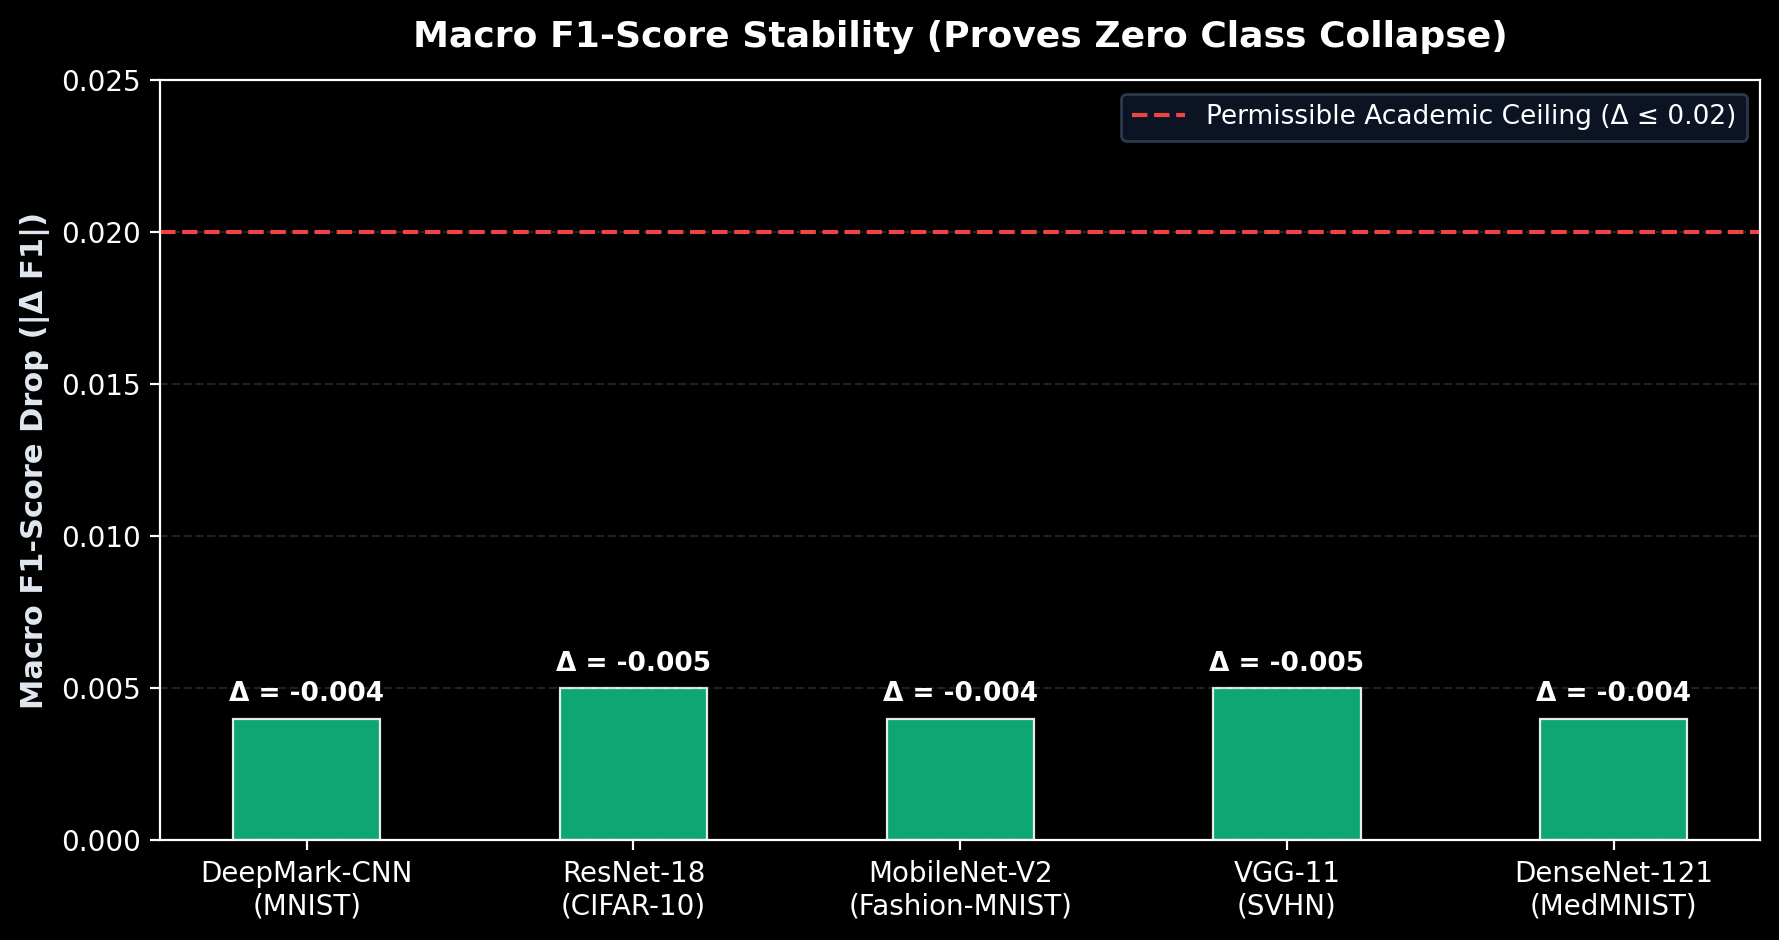 Macro F1-Score Stability (Proves Zero Class Collapse)
Permissible Academic Ceiling (Δ ≤ 0.02)
Macro F1-Score Drop (|Δ F1|)
0.025
0.020
0.015
0.010
0.005
0.000
Δ = -0.004
Δ = -0.005
Δ = -0.004
Δ = -0.005
Δ = -0.004
DeepMark-CNN
(MNIST)
ResNet-18
(CIFAR-10)
MobileNet-V2
(Fashion-MNIST)
VGG-11
(SVHN)
DenseNet-121
(MedMNIST)